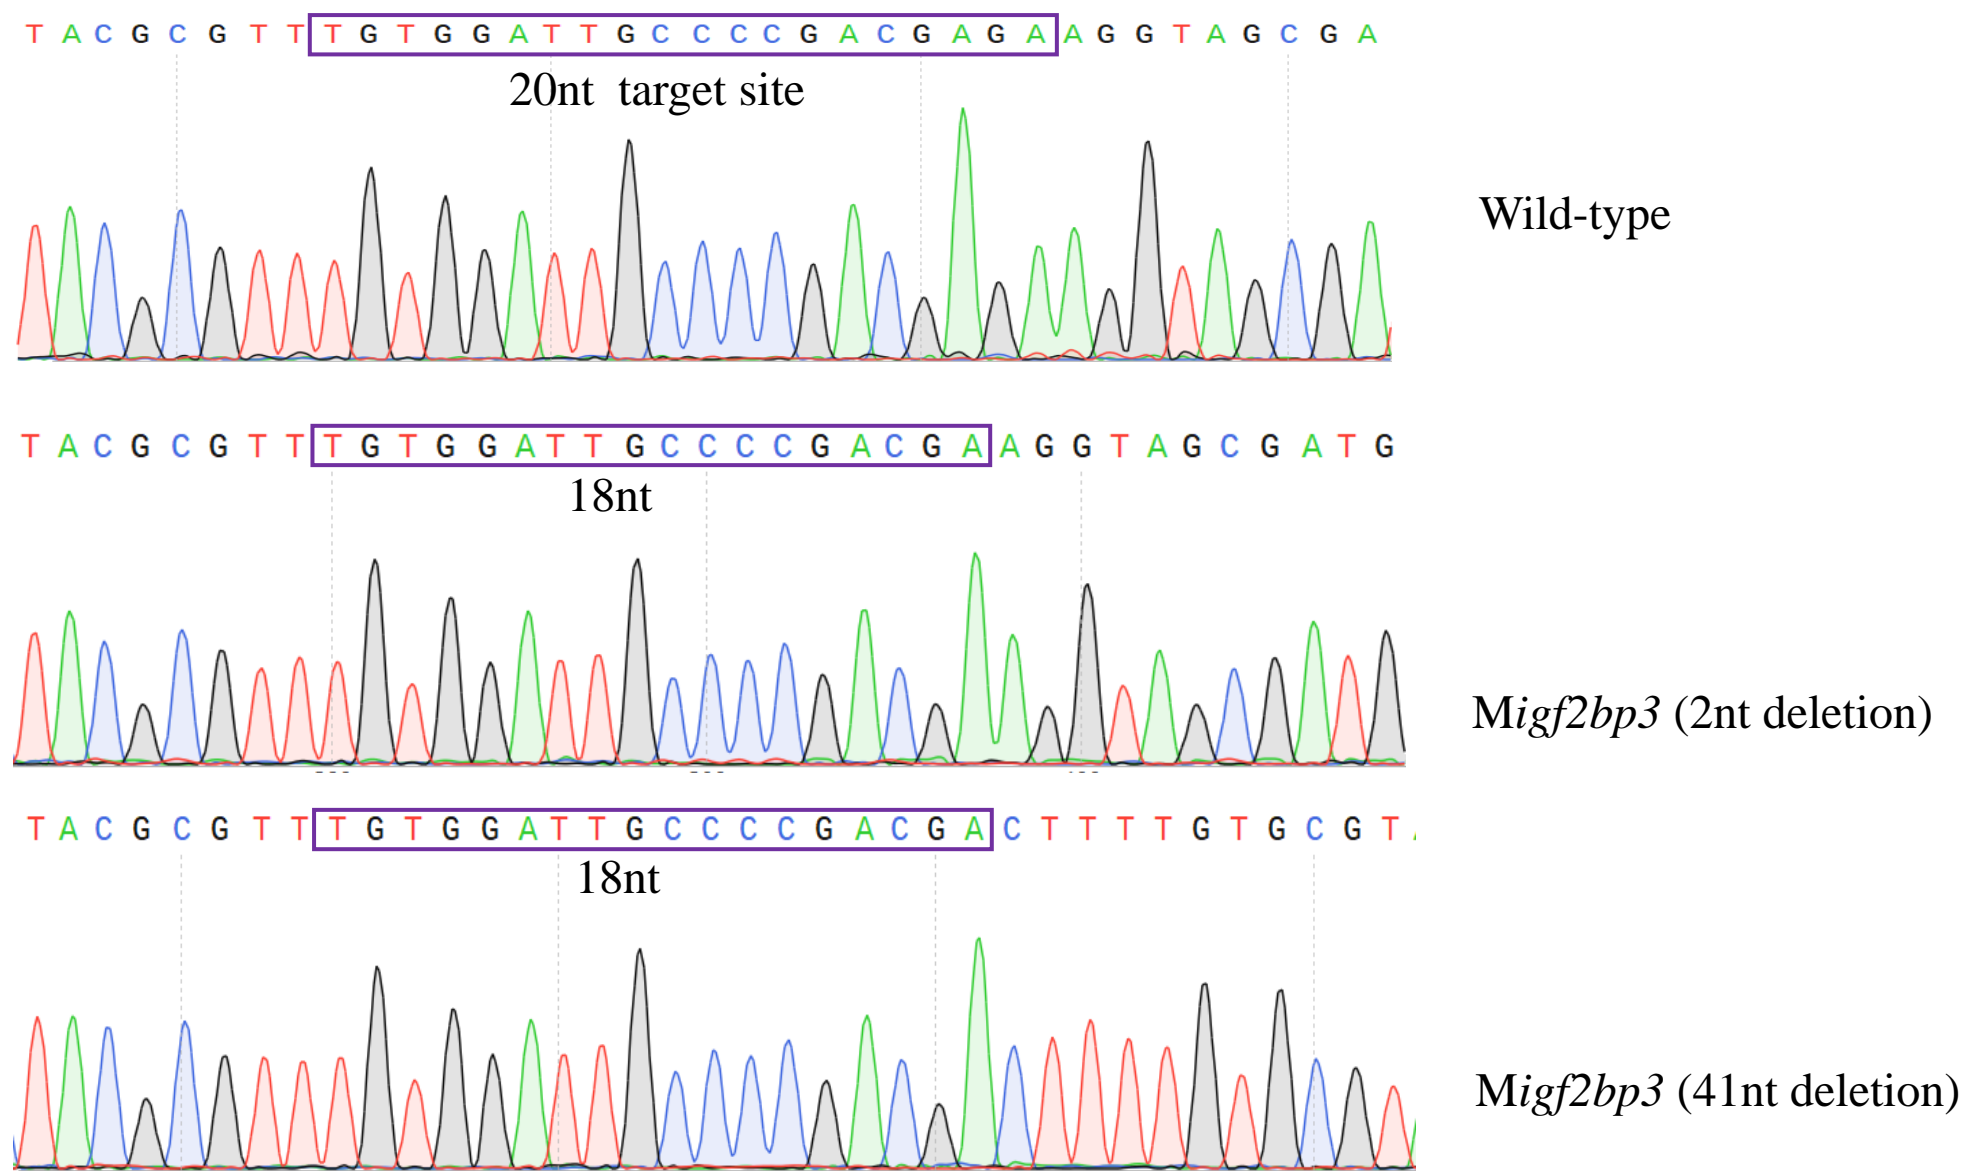 T A C G C G T T T G T G G A T T G C C C C G A C G A G A A G G T A G C G A
20nt target site
Wild-type
T A C G C G T T T G T G G A T T G C C C C G A C G A A G G T A G C G A T G
18nt
Migf2bp3 (2nt deletion)
T A C G C G T T T G T G G A T T G C C C C G A C G A C T T T T G T G C G T
18nt
Migf2bp3 (41nt deletion)